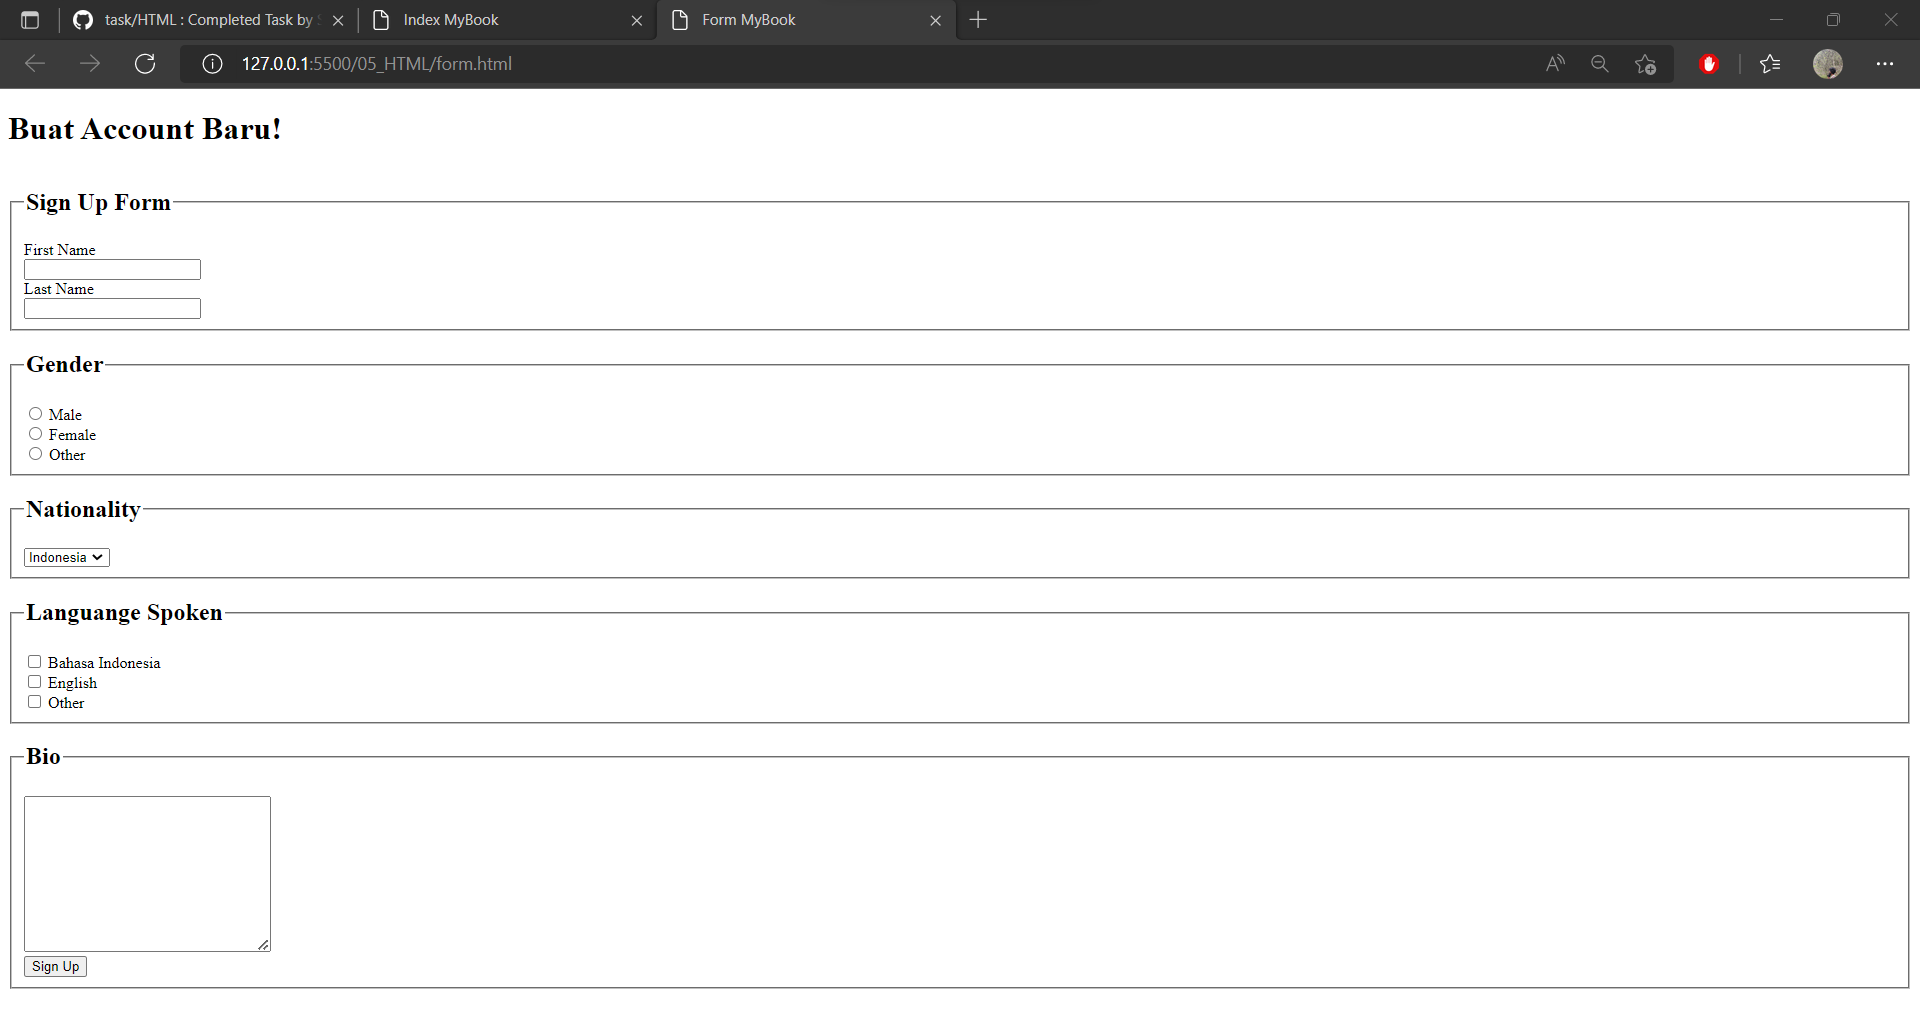 task/HTML : Completed Task by
Index MyBook
Form MyBook
127.0.0.1:5500/05_HTML/form.html
Buat Account Baru!
Sign Up Form
First Name
Last Name
Gender
Male
Female
Other
Nationality
Indonesia
Languange Spoken
Bahasa Indonesia
English
Other
Bio
Sign Up